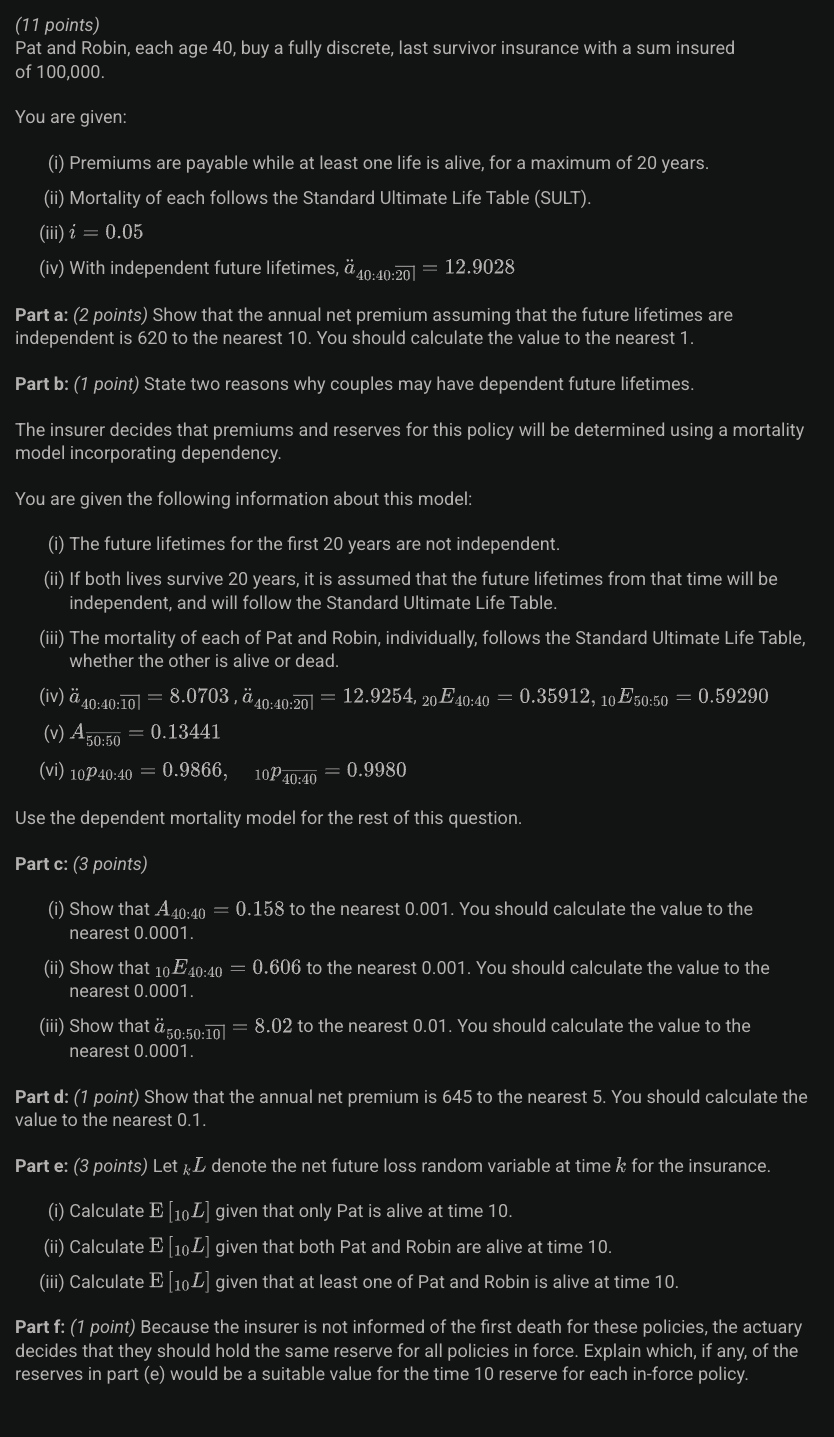 (11 points)
Pat and Robin, each age 40, buy a fully discrete, last survivor insurance with a sum insured
of 100,000.
You are given:
(i) Premiums are payable while at least one life is alive, for a maximum of 20 years.
(ii) Mortality of each follows the Standard Ultimate Life Table (SULT).
(iii) $i = 0.05$
(iv) With independent future lifetimes, $\ddot{a}_{40:40:\overline{20}|} = 12.9028$
Part a: (2 points) Show that the annual net premium assuming that the future lifetimes are
independent is 620 to the nearest 10. You should calculate the value to the nearest 1.
Part b: (1 point) State two reasons why couples may have dependent future lifetimes.
The insurer decides that premiums and reserves for this policy will be determined using a mortality
model incorporating dependency.
You are given the following information about this model:
(i) The future lifetimes for the first 20 years are not independent.
(ii) If both lives survive 20 years, it is assumed that the future lifetimes from that time will be
independent, and will follow the Standard Ultimate Life Table.
(iii) The mortality of each of Pat and Robin, individually, follows the Standard Ultimate Life Table,
whether the other is alive or dead.
(iv) $\ddot{a}_{40:40:\overline{10}|} = 8.0703$ , $\ddot{a}_{40:40:\overline{20}|} = 12.9254$, ${}_{20}E_{40:40} = 0.35912$, ${}_{10}E_{50:50} = 0.59290$
(v) $A_{\overline{50:50}} = 0.13441$
(vi) ${}_{10}p_{40:40} = 0.9866$, ${}_{10}p_{\overline{40:40}} = 0.9980$
Use the dependent mortality model for the rest of this question.
Part c: (3 points)
(i) Show that $A_{40:40} = 0.158$ to the nearest 0.001. You should calculate the value to the
nearest 0.0001.
(ii) Show that ${}_{10}E_{40:40} = 0.606$ to the nearest 0.001. You should calculate the value to the
nearest 0.0001.
(iii) Show that $\ddot{a}_{50:50:\overline{10}|} = 8.02$ to the nearest 0.01. You should calculate the value to the
nearest 0.0001.
Part d: (1 point) Show that the annual net premium is 645 to the nearest 5. You should calculate the
value to the nearest 0.1.
Part e: (3 points) Let ${}_{k}L$ denote the net future loss random variable at time $k$ for the insurance.
(i) Calculate $\mathrm{E}\,[{}_{10}L]$ given that only Pat is alive at time 10.
(ii) Calculate $\mathrm{E}\,[{}_{10}L]$ given that both Pat and Robin are alive at time 10.
(iii) Calculate $\mathrm{E}\,[{}_{10}L]$ given that at least one of Pat and Robin is alive at time 10.
Part f: (1 point) Because the insurer is not informed of the first death for these policies, the actuary
decides that they should hold the same reserve for all policies in force. Explain which, if any, of the
reserves in part (e) would be a suitable value for the time 10 reserve for each in-force policy.